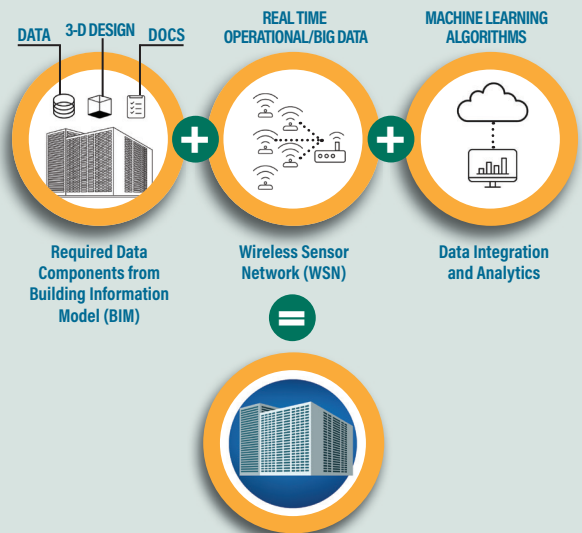 DATA
3-D DESIGN
DOCS
REAL TIME
OPERATIONAL/BIG DATA
MACHINE LEARNING
ALGORITHMS
Required Data
Components from
Building Information
Model (BIM)
Wireless Sensor
Network (WSN)
Data Integration
and Analytics